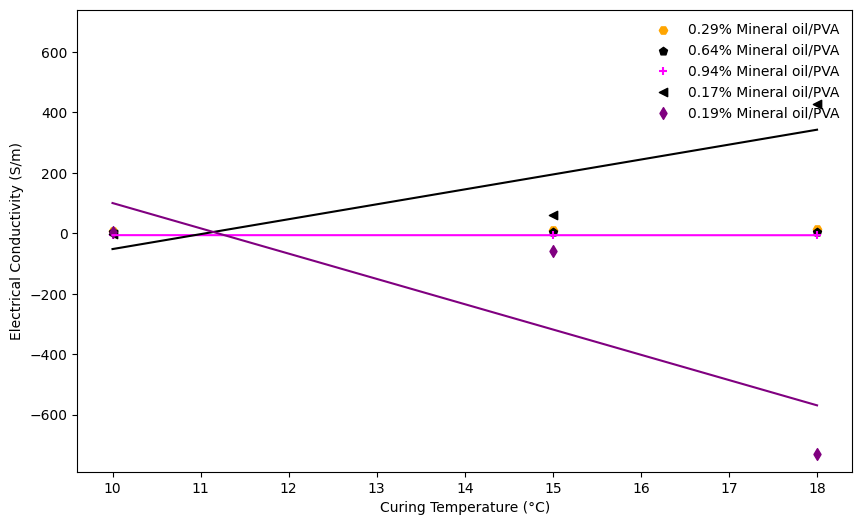 0.29% Mineral oil/PVA
0.64% Mineral oil/PVA
0.94% Mineral oil/PVA
0.17% Mineral oil/PVA
0.19% Mineral oil/PVA
600
400
200
0
−200
−400
−600
Electrical Conductivity (S/m)
10 11 12 13 14 15 16 17 18
Curing Temperature (°C)